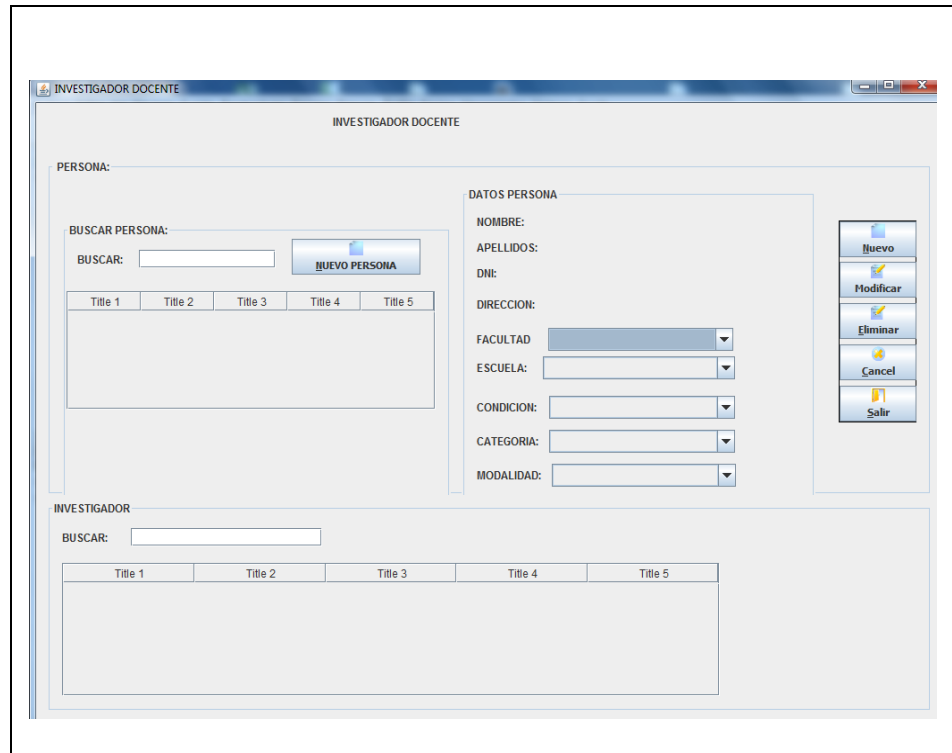 INVESTIGADOR DOCENTE
INVESTIGADOR DOCENTE
PERSONA:
BUSCAR PERSONA:
BUSCAR:
NUEVO PERSONA
Title 1 Title 2 Title 3 Title 4 Title 5
DATOS PERSONA
NOMBRE:
APELLIDOS:
DNI:
DIRECCION:
FACULTAD
ESCUELA:
CONDICION:
CATEGORIA:
MODALIDAD:
Nuevo
Modificar
Eliminar
Cancel
Salir
INVESTIGADOR
BUSCAR:
Title 1 Title 2 Title 3 Title 4 Title 5